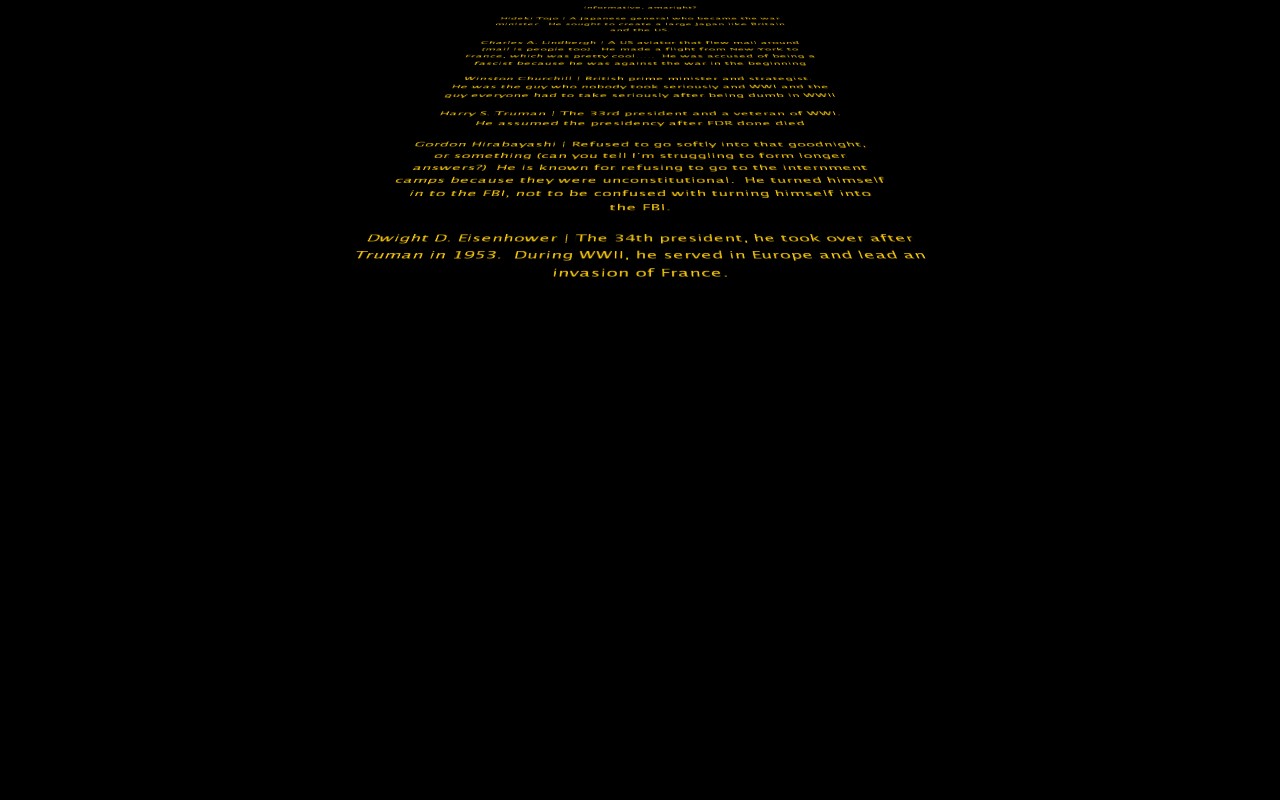 informative, amaright?
Hideki Tojo | A Japanese general who became the war
minister. He sought to create a large Japan like Britain
and the US.
Charles A. Lindbergh | A US aviator that flew mail around
(mail is people too). He made a flight from New York to
France, which was pretty cool . . . He was accused of being a
fascist because he was against the war in the beginning
Winston Churchill | British prime minister and strategist.
He was the guy who nobody took seriously and WWI and the
guy everyone had to take seriously after being dumb in WWII
Harry S. Truman | The 33rd president and a veteran of WWI.
He assumed the presidency after FDR done died
Gordon Hirabayashi | Refused to go softly into that goodnight,
or something (can you tell I'm struggling to form longer
answers?) He is known for refusing to go to the internment
camps because they were unconstitutional. He turned himself
in to the FBI, not to be confused with turning himself into
the FBI.
Dwight D. Eisenhower | The 34th president, he took over after
Truman in 1953. During WWII, he served in Europe and lead an
invasion of France.